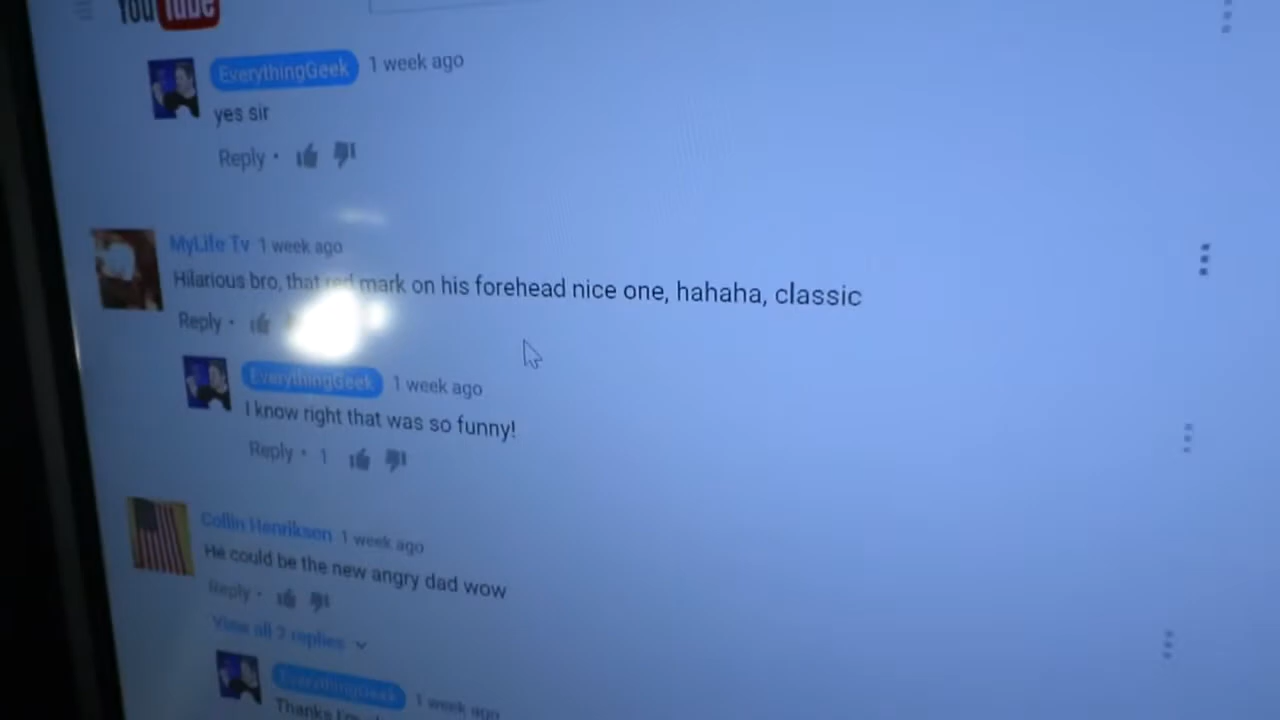 YouTube
EverythingGeek 1 week ago
yes sir
Reply •
MyLife Tv 1 week ago
Hilarious bro, that red mark on his forehead nice one, hahaha, classic
Reply •
EverythingGeek 1 week ago
I know right that was so funny!
Reply • 1
Collin Henrikson 1 week ago
He could be the new angry dad wow
Reply •
View all 2 replies
EverythingGeek 1 week ago
Thanks